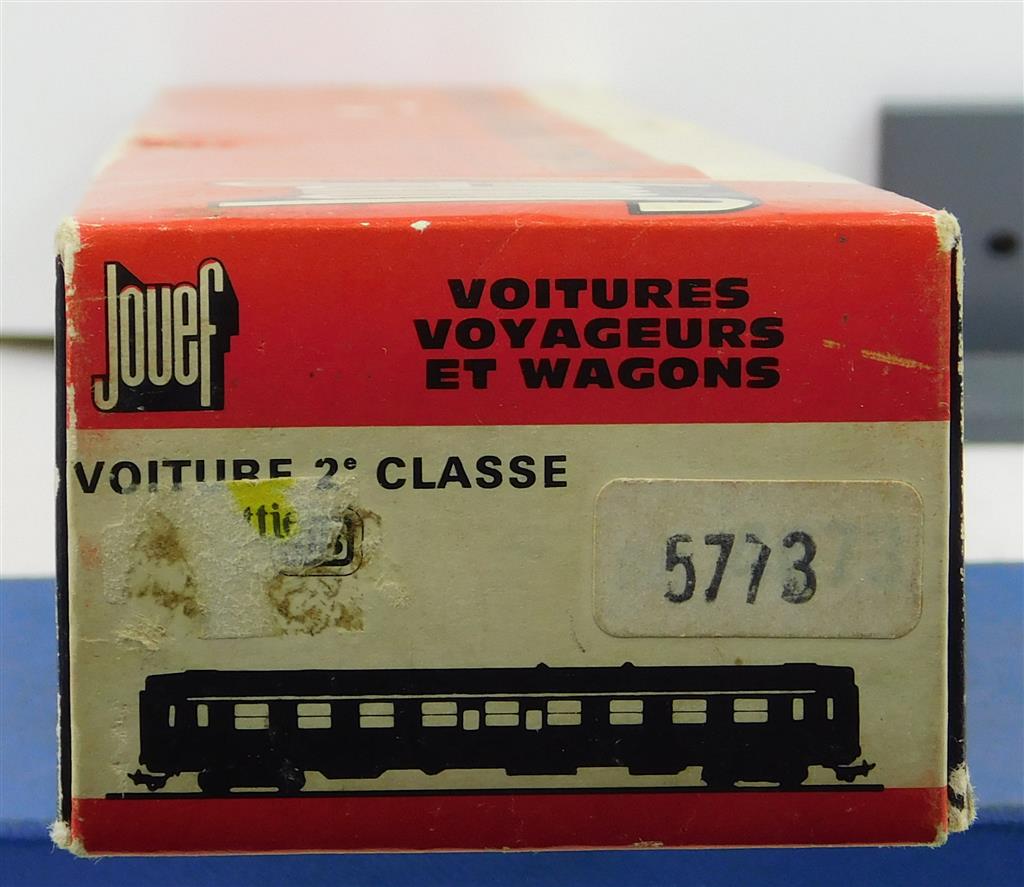 Jouef
VOITURES
VOYAGEURS
ET WAGONS
VOITURE 2e CLASSE
5773